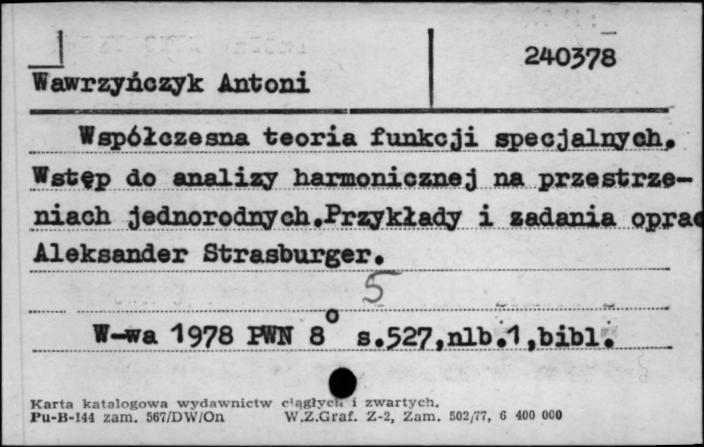 240378
Wawrzyńczyk Antoni
Współczesna teoria funkcji specjalnych.
Wstęp do analizy harmonicznej na przestrze-
niach jednorodnych.Przykłady i zadania oprac
Aleksander Strasburger.
5
W-wa 1978 PWN 8° s.527,nlb.1,bibl.
Karta katalogowa wydawnictw ciągłych i zwartych.
Pu-B-144 zam. 567/DW/On W.Z.Graf. Z-2, Zam. 502/77, 6 400 000